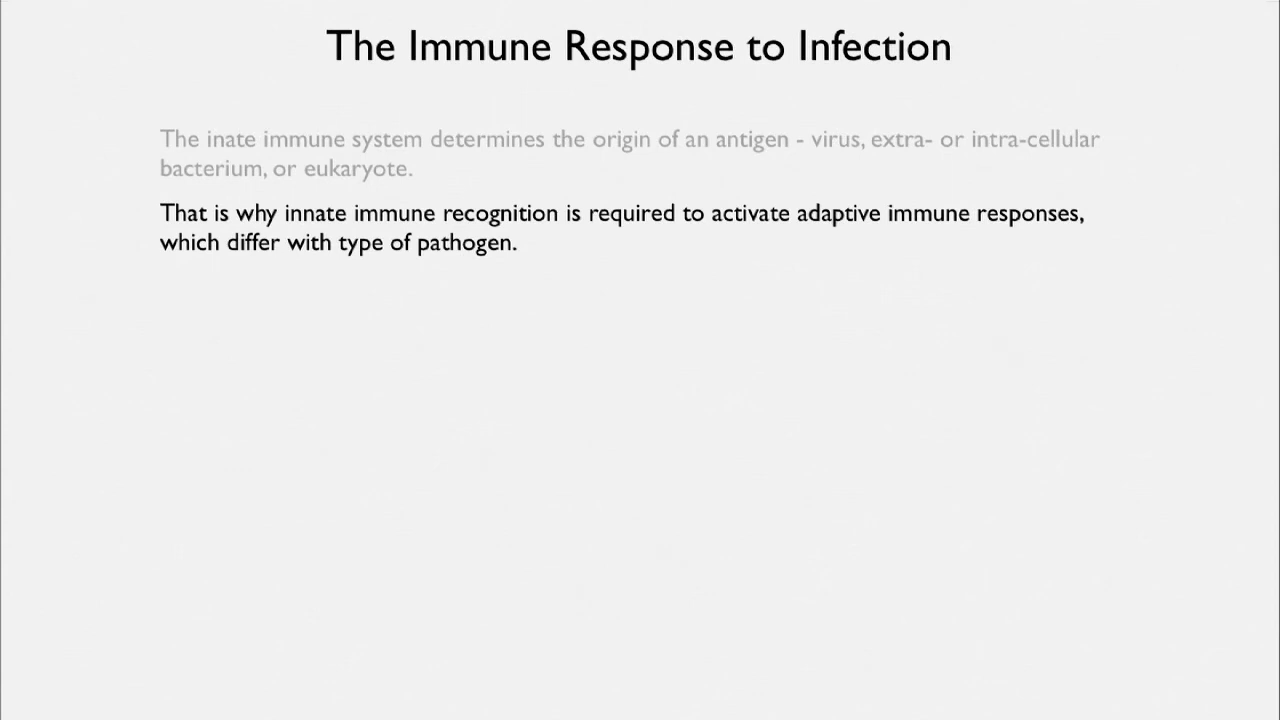 The Immune Response to Infection
The inate immune system determines the origin of an antigen - virus, extra- or intra-cellular
bacterium, or eukaryote.
That is why innate immune recognition is required to activate adaptive immune responses,
which differ with type of pathogen.